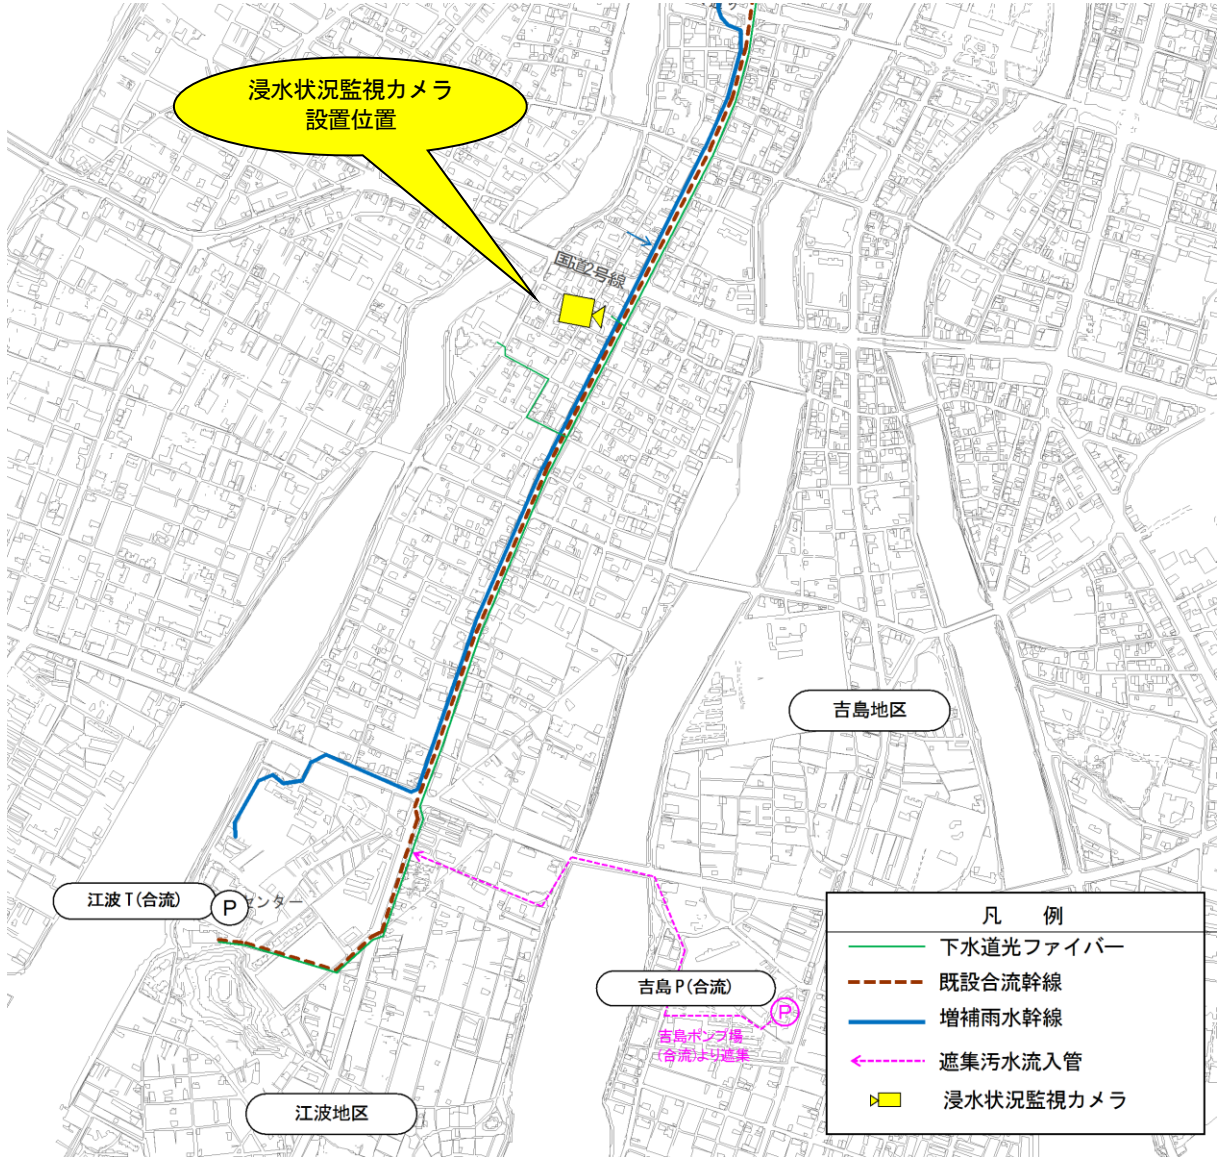 浸水状況監視カメラ
設置位置
国道2号線
吉島地区
江波T(合流)
P
センター
吉島P(合流)
P
吉島ポンプ場
(合流)より遮集
江波地区
凡 例
下水道光ファイバー
既設合流幹線
増補雨水幹線
遮集汚水流入管
浸水状況監視カメラ